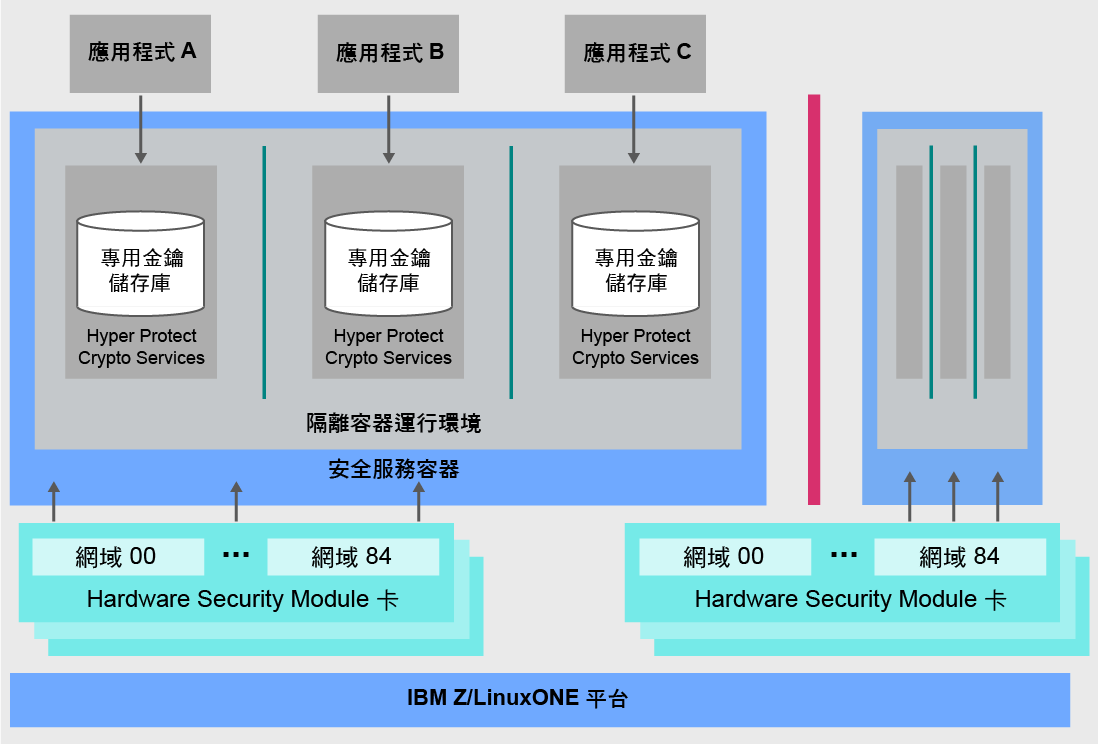 應用程式 A
應用程式 B
應用程式 C
專用金鑰
儲存庫
Hyper Protect
Crypto Services
專用金鑰
儲存庫
Hyper Protect
Crypto Services
專用金鑰
儲存庫
Hyper Protect
Crypto Services
隔離容器運行環境
安全服務容器
網域 00
...
網域 84
Hardware Security Module 卡
網域 00
...
網域 84
Hardware Security Module 卡
IBM Z/LinuxONE 平台